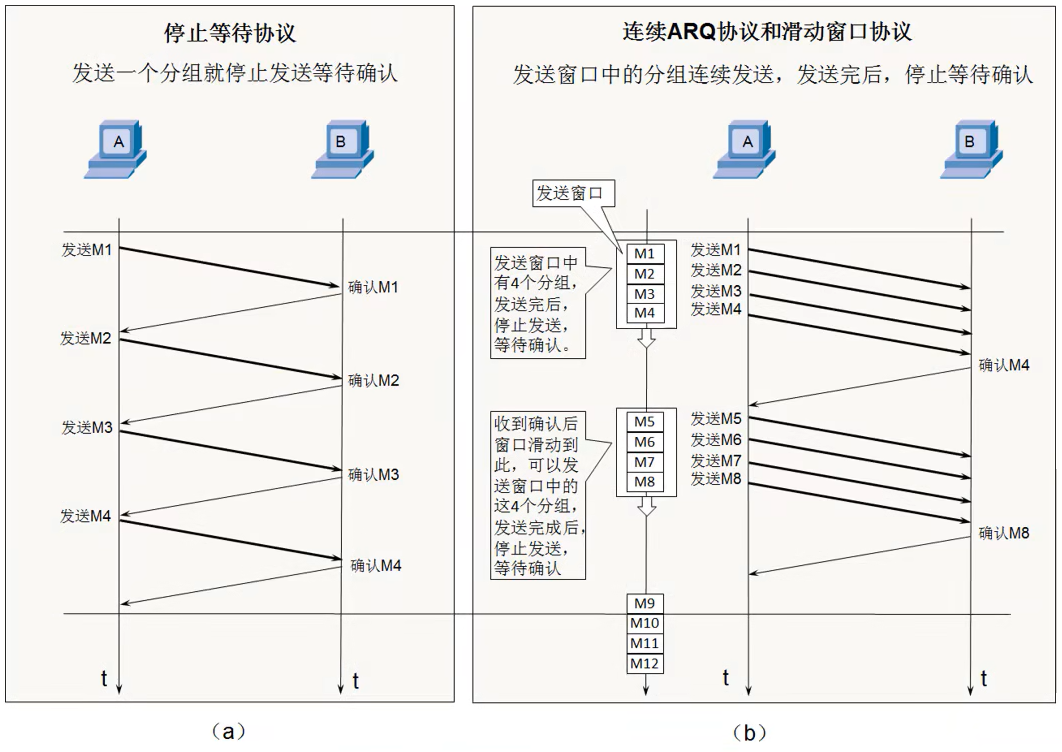 停止等待协议
发送一个分组就停止发送等待确认
A
B
发送M1
确认M1
发送M2
确认M2
发送M3
确认M3
发送M4
确认M4
t
t
(a)
连续ARQ协议和滑动窗口协议
发送窗口中的分组连续发送，发送完后，停止等待确认
A
B
发送窗口
发送窗口中
有4个分组，
发送完后，
停止发送，
等待确认。
M1
M2
M3
M4
发送M1
发送M2
发送M3
发送M4
确认M4
收到确认后
窗口滑动到
此，可以发
送窗口中的
这4个分组，
发送完成后，
停止发送，
等待确认
M5
M6
M7
M8
发送M5
发送M6
发送M7
发送M8
确认M8
M9
M10
M11
M12
t
t
(b)